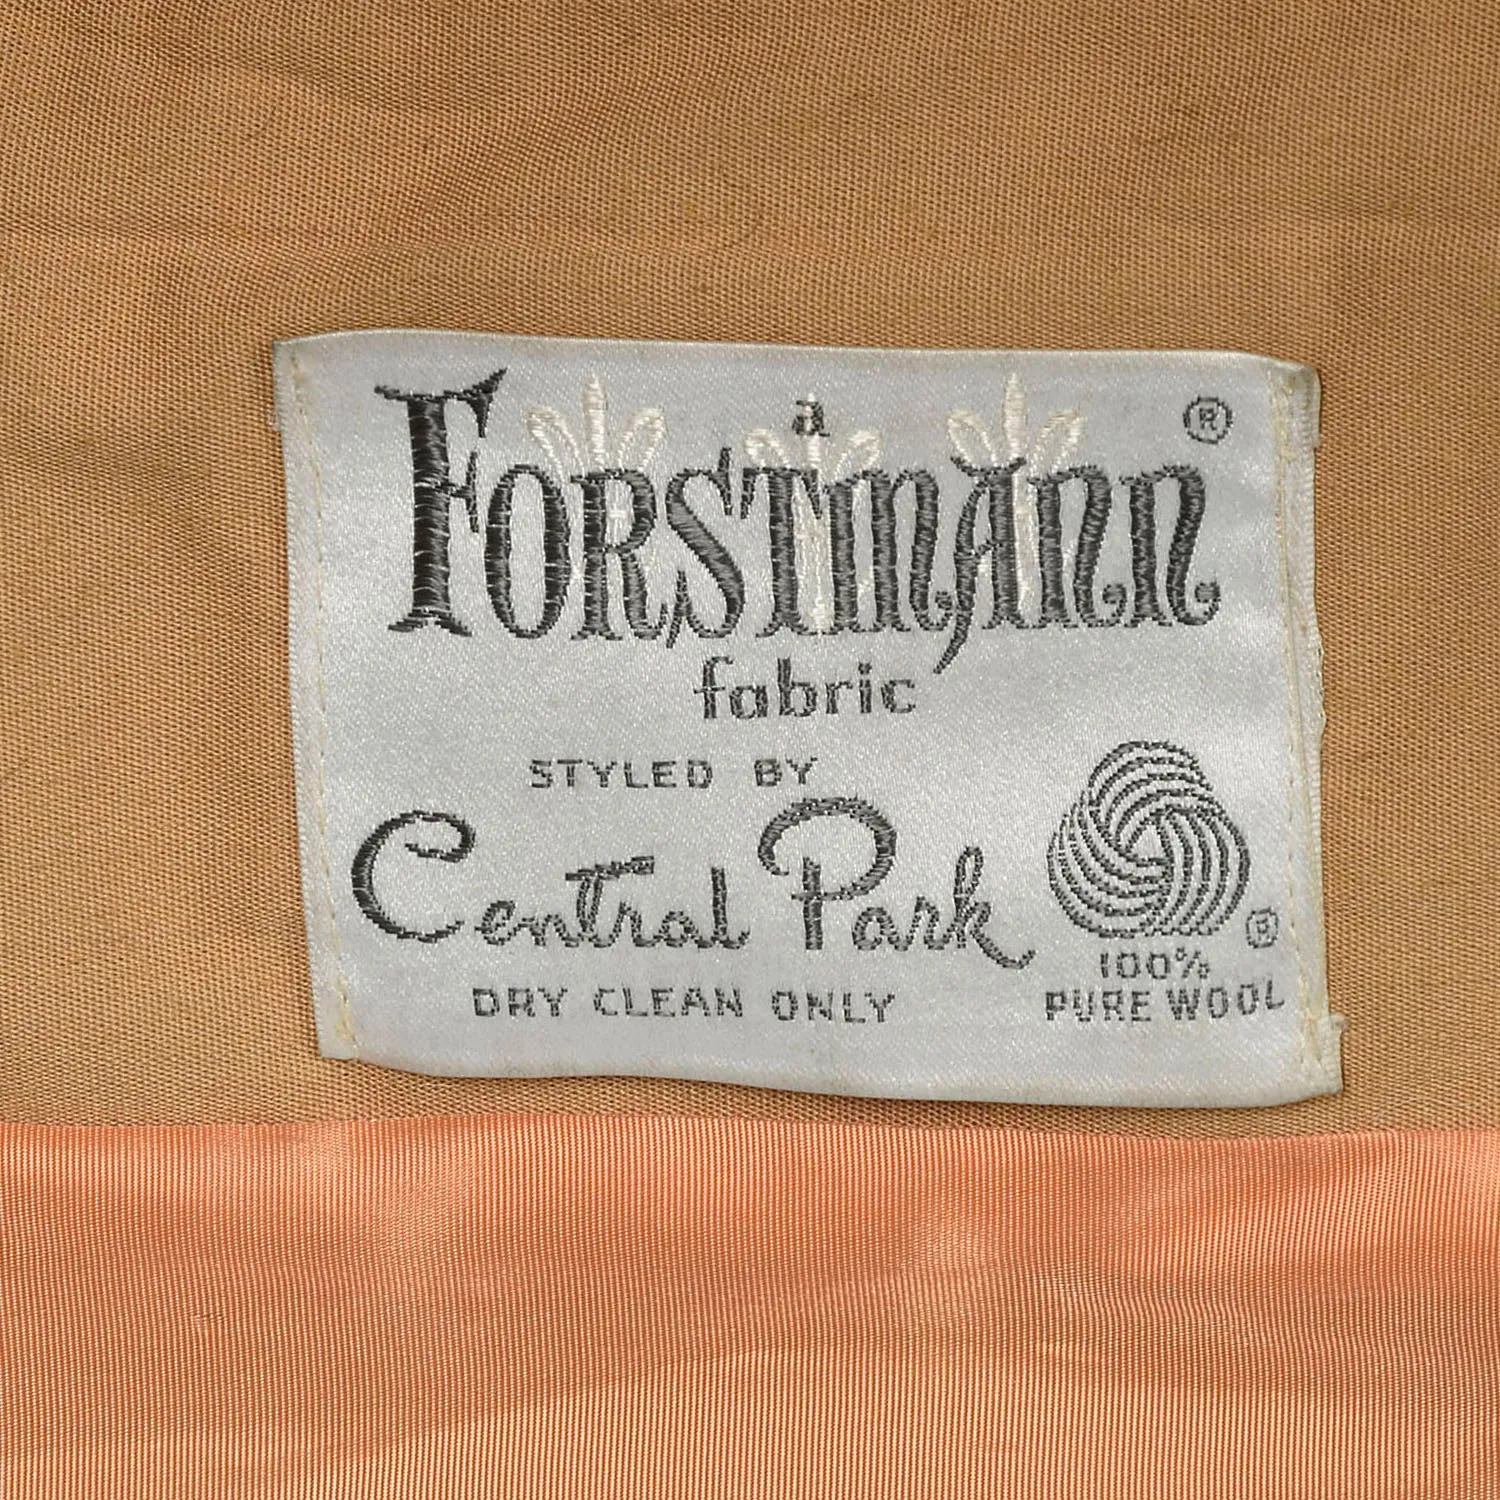 a ®
FORSTMANN
fabric
STYLED BY
Central Park
DRY CLEAN ONLY
®
100%
PURE WOOL